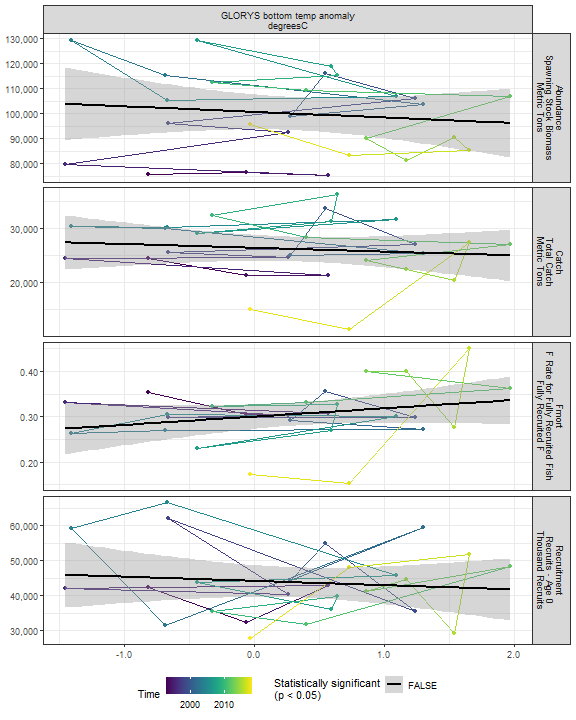 GLORYS bottom temp anomaly
degreesC
130,000
120,000
110,000
100,000
90,000
80,000
Abundance
Spawning Stock Biomass
Metric Tons
30,000
20,000
Catch
Total Catch
Metric Tons
0.40
0.30
0.20
Fmort
F Rate for Fully Recruited Fish
Fully Recruited F
60,000
50,000
40,000
30,000
Recruitment
Recruits - Age 0
Thousand Recruits
-1.0 0.0 1.0 2.0
Time
2000 2010
Statistically significant
(p < 0.05)
FALSE